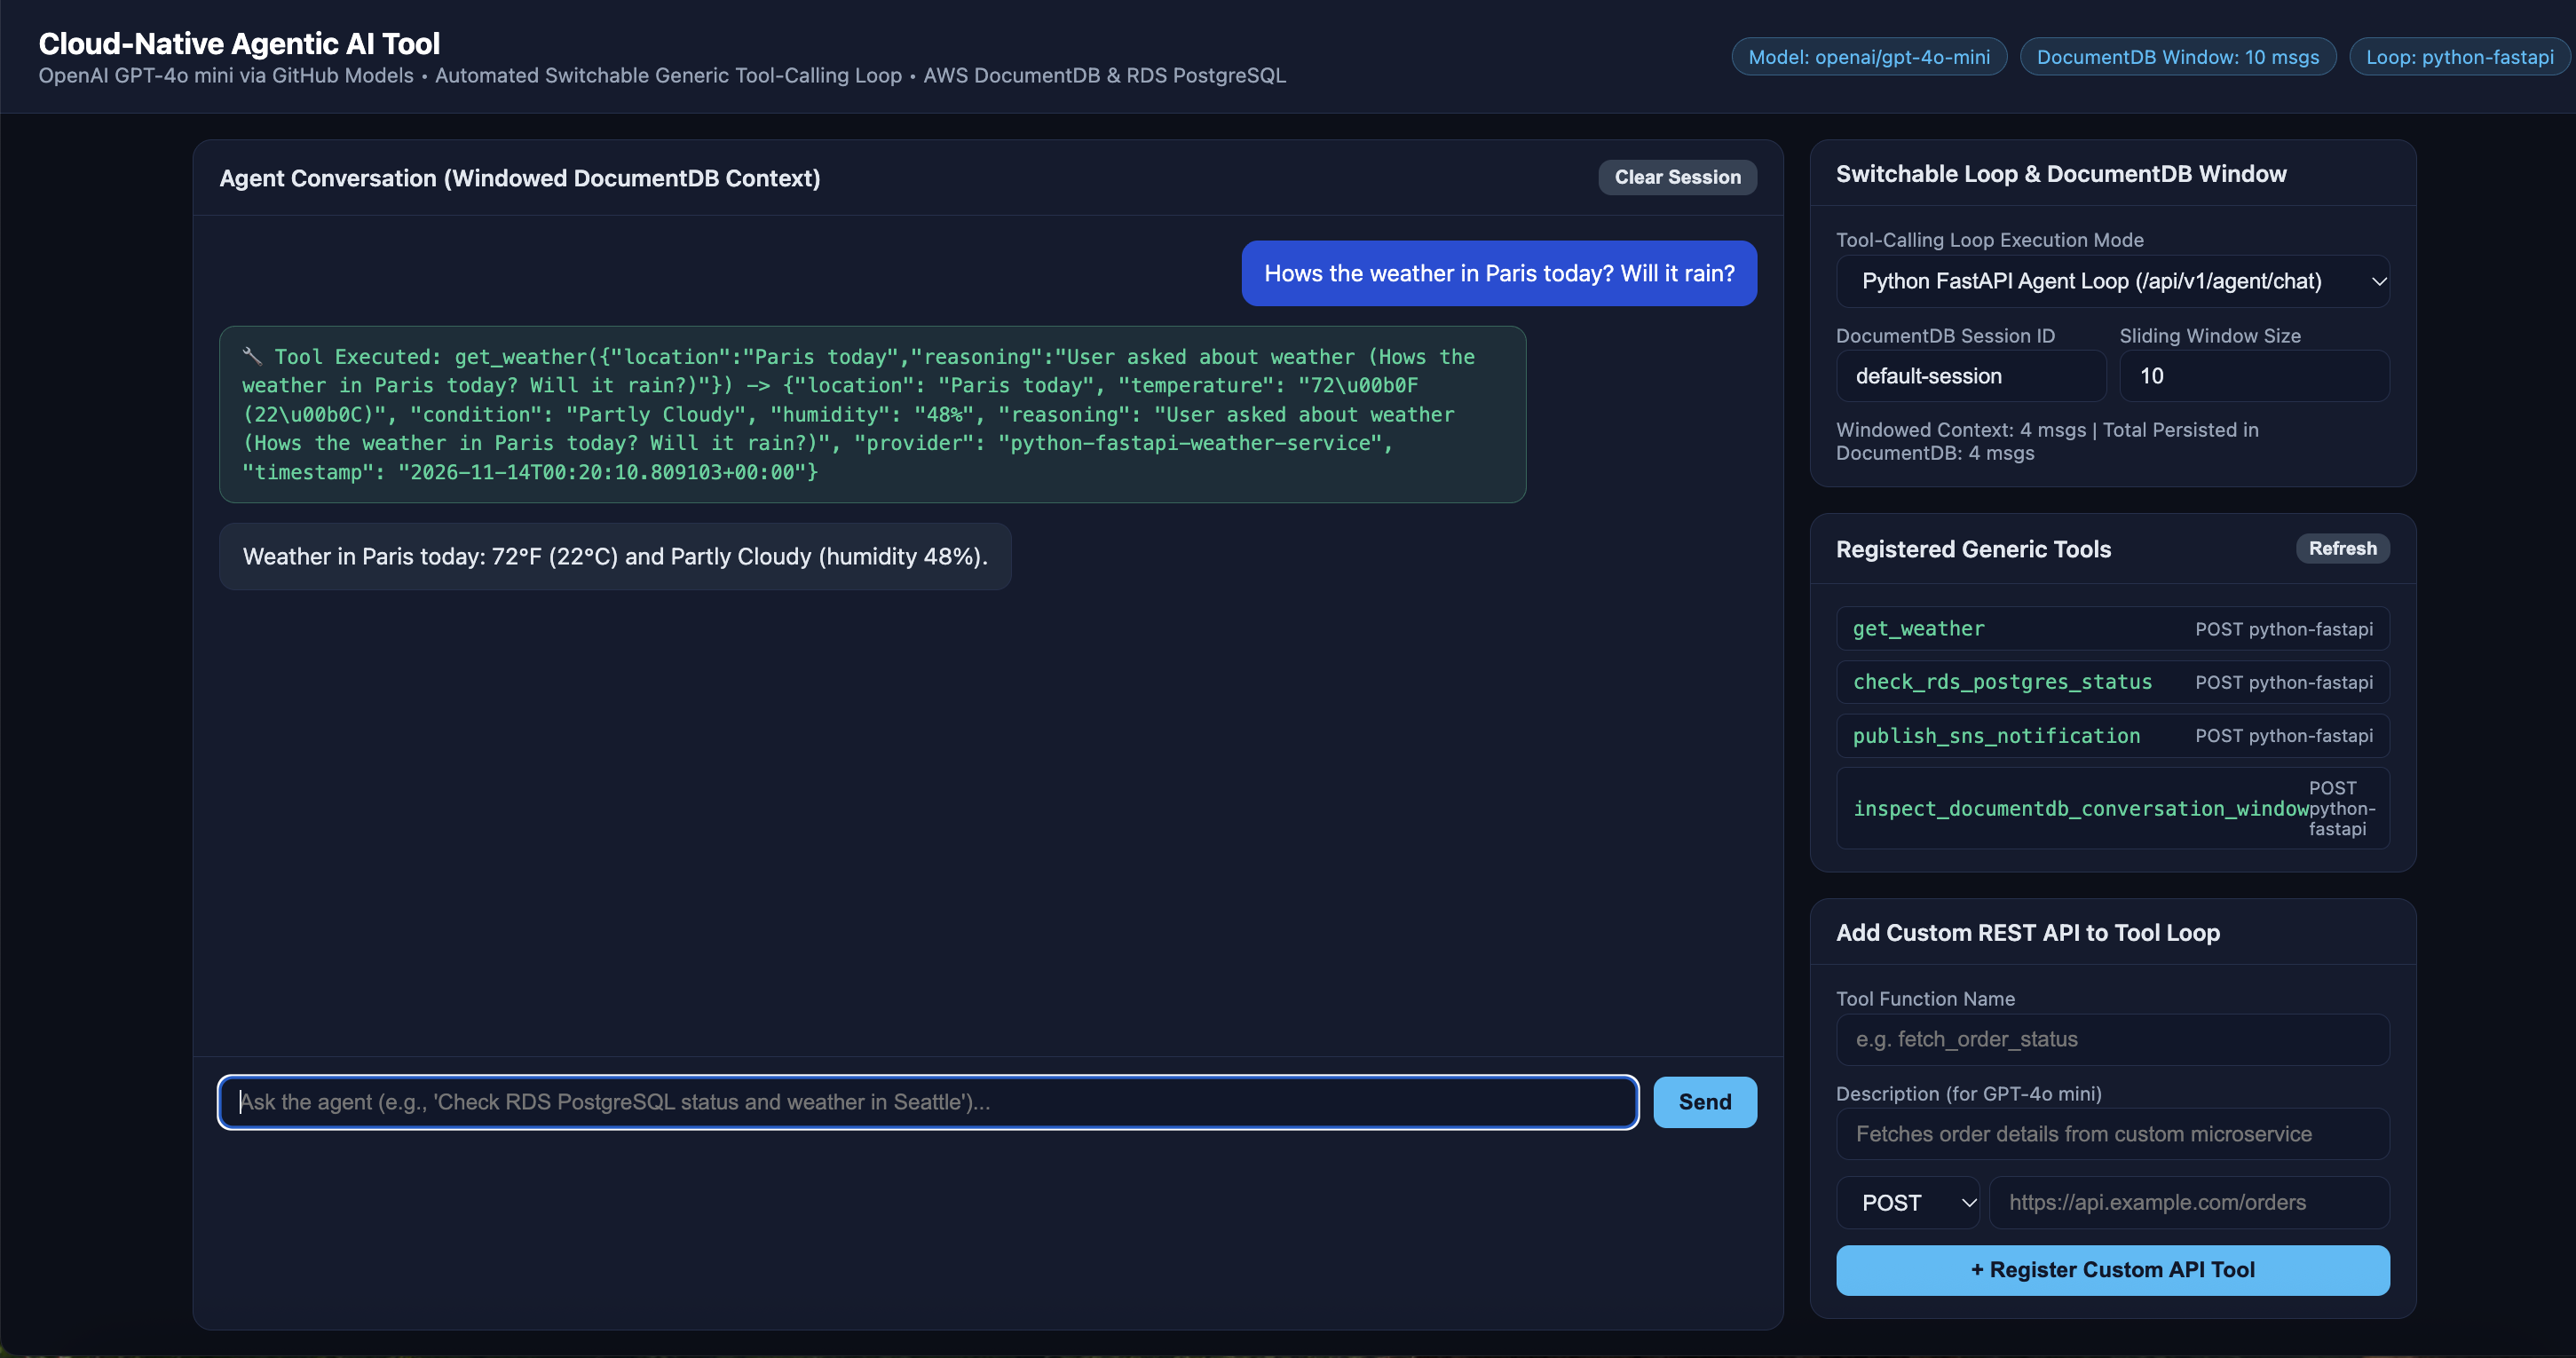 Cloud-Native Agentic AI Tool
OpenAI GPT-4o mini via GitHub Models • Automated Switchable Generic Tool-Calling Loop • AWS DocumentDB & RDS PostgreSQL
Model: openai/gpt-4o-mini
DocumentDB Window: 10 msgs
Loop: python-fastapi
Agent Conversation (Windowed DocumentDB Context)
Clear Session
Hows the weather in Paris today? Will it rain?
🔧 Tool Executed: get_weather({"location":"Paris today","reasoning":"User asked about weather (Hows the
weather in Paris today? Will it rain?)"}) —> {"location": "Paris today", "temperature": "72\u00b0F
(22\u00b0C)", "condition": "Partly Cloudy", "humidity": "48%", "reasoning": "User asked about weather
(Hows the weather in Paris today? Will it rain?)", "provider": "python-fastapi-weather-service",
"timestamp": "2026-11-14T00:20:10.809103+00:00"}
Weather in Paris today: 72°F (22°C) and Partly Cloudy (humidity 48%).
Ask the agent (e.g., 'Check RDS PostgreSQL status and weather in Seattle')...
Send
Switchable Loop & DocumentDB Window
Tool-Calling Loop Execution Mode
Python FastAPI Agent Loop (/api/v1/agent/chat)
DocumentDB Session ID
Sliding Window Size
default-session
10
Windowed Context: 4 msgs | Total Persisted in
DocumentDB: 4 msgs
Registered Generic Tools
Refresh
get_weather
POST python-fastapi
check_rds_postgres_status
POST python-fastapi
publish_sns_notification
POST python-fastapi
inspect_documentdb_conversation_window
POST
python-
fastapi
Add Custom REST API to Tool Loop
Tool Function Name
e.g. fetch_order_status
Description (for GPT-4o mini)
Fetches order details from custom microservice
POST
https://api.example.com/orders
+ Register Custom API Tool